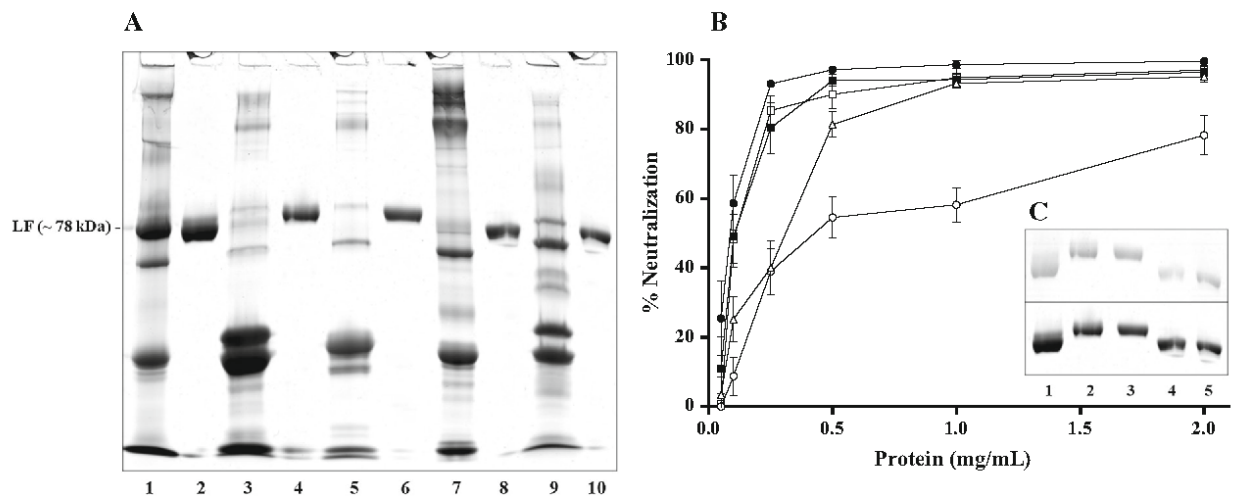 A
LF (~ 78 kDa)
1 2 3 4 5 6 7 8 9 10
B
% Neutralization
100
80
60
40
20
0
0.0 0.5 1.0 1.5 2.0
Protein (mg/mL)
C
1 2 3 4 5